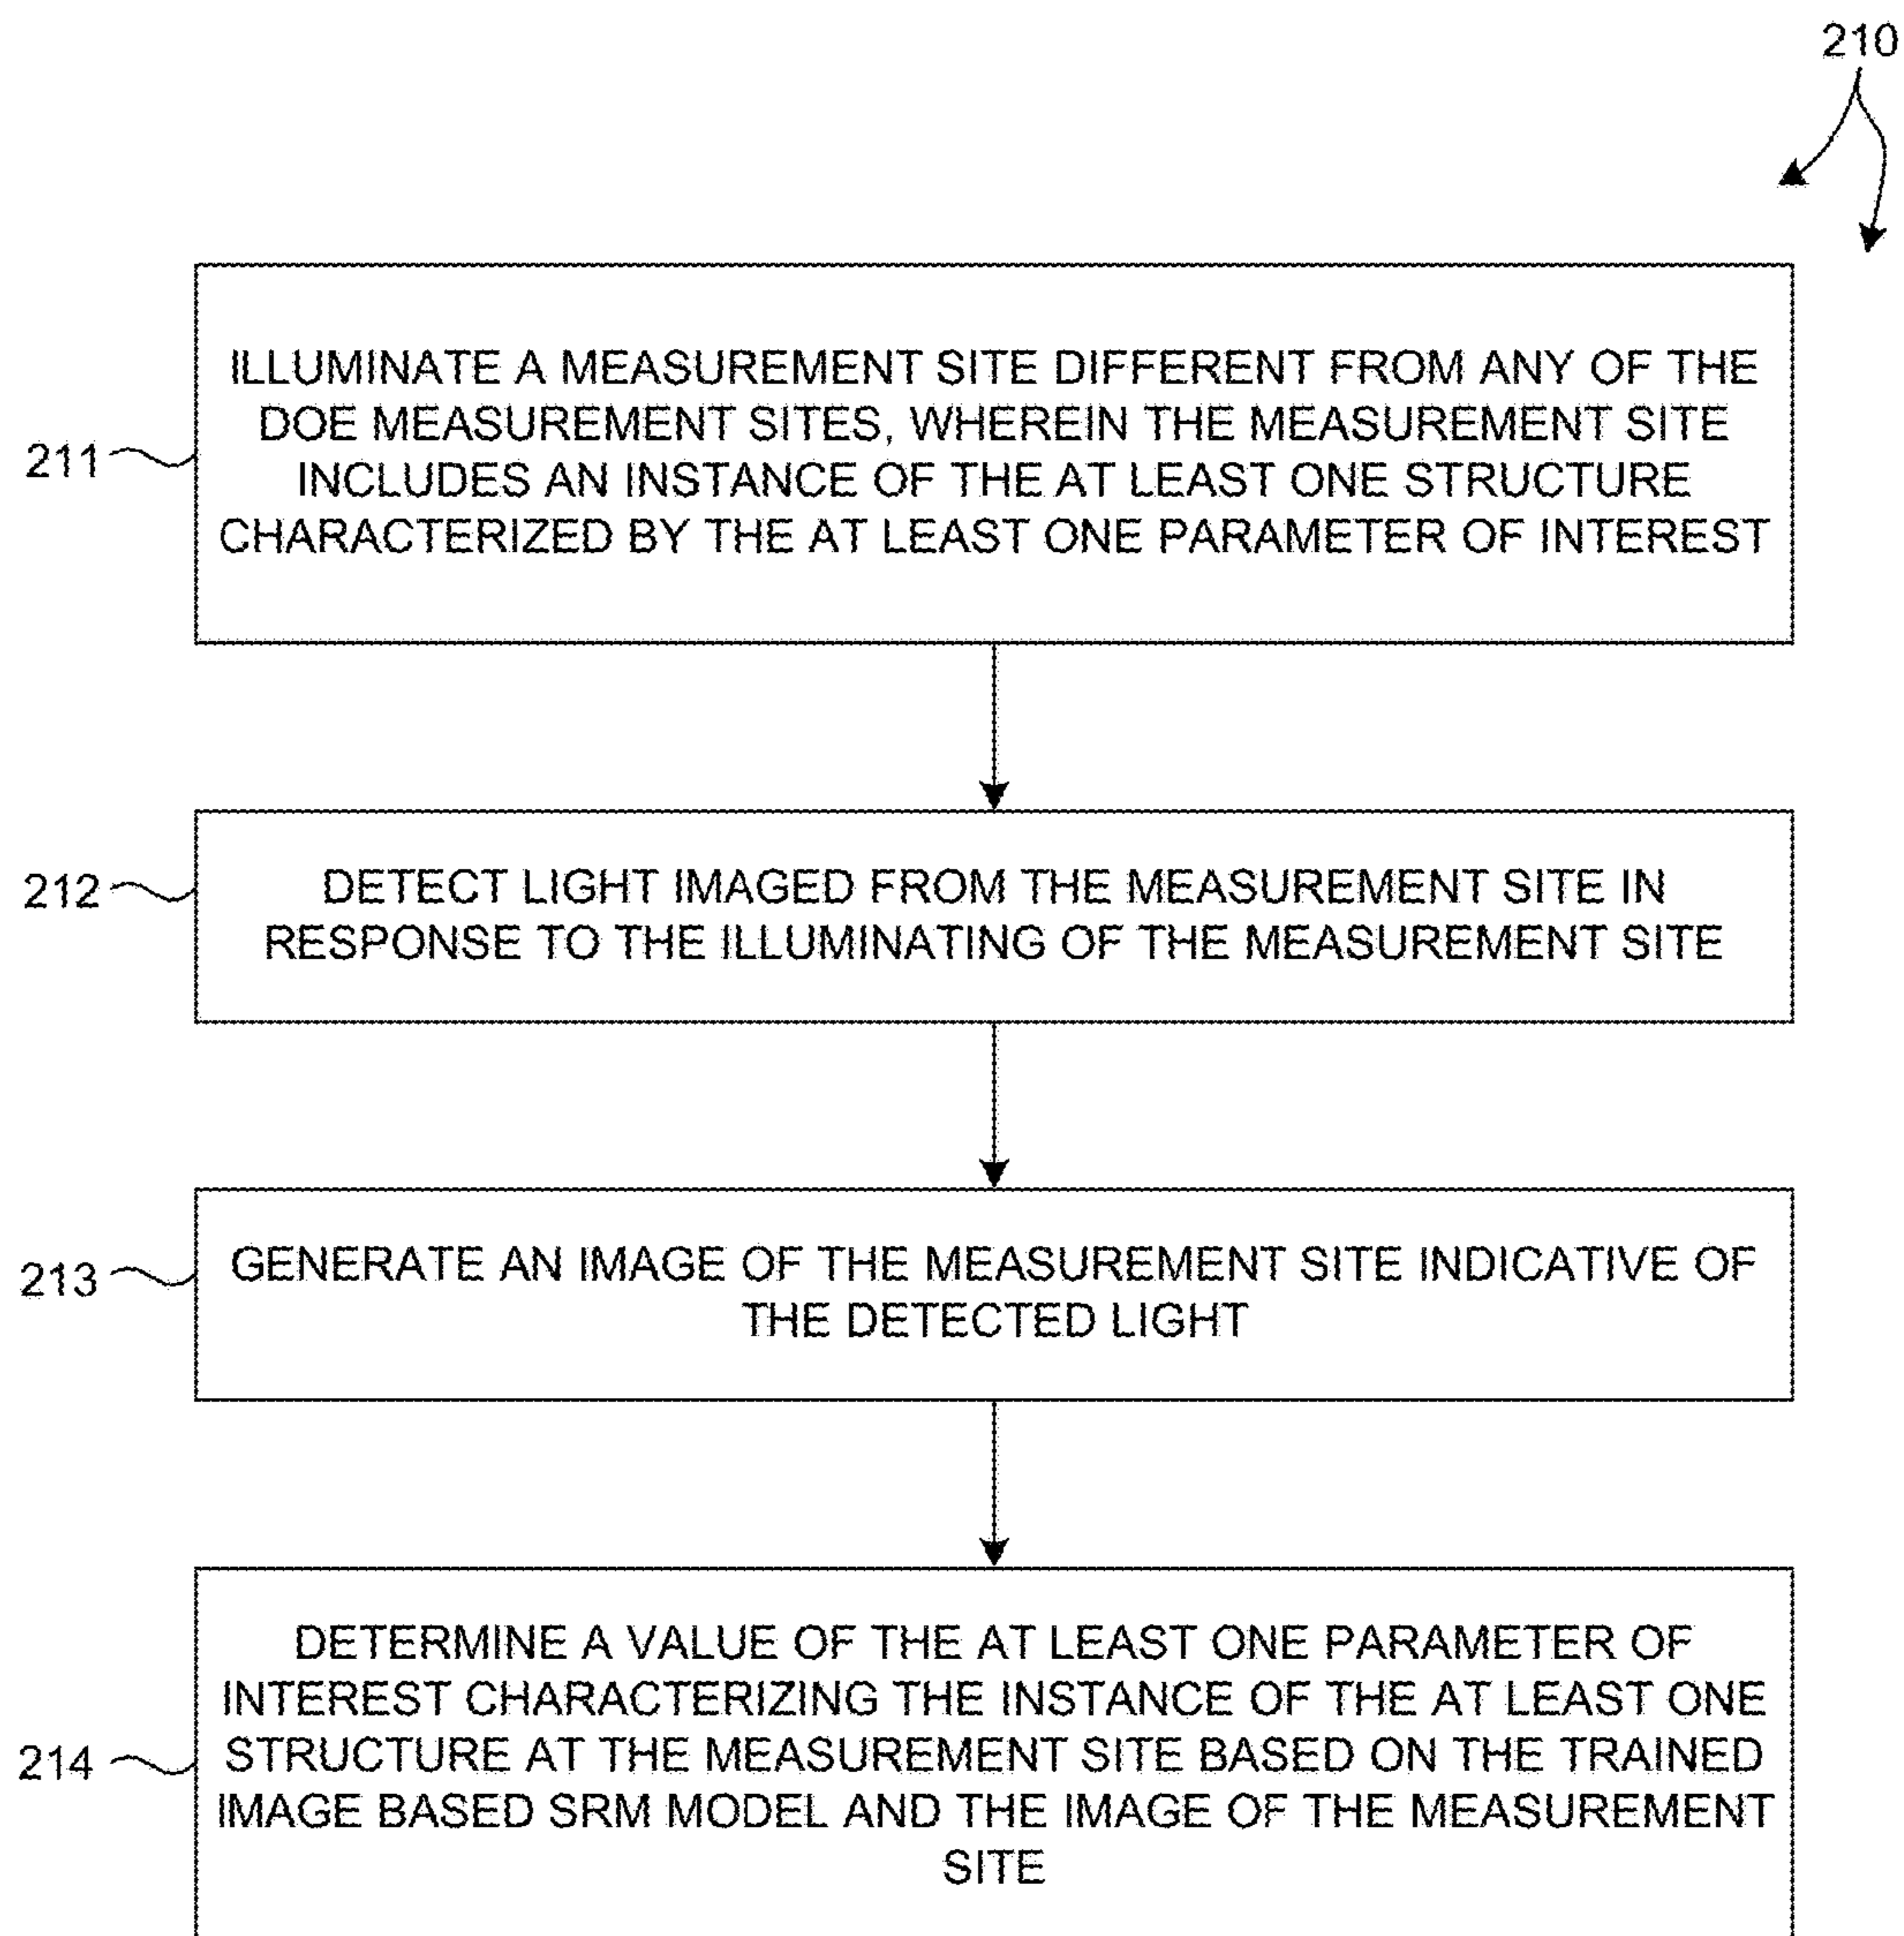 210
211
ILLUMINATE A MEASUREMENT SITE DIFFERENT FROM ANY OF THE
DOE MEASUREMENT SITES, WHEREIN THE MEASUREMENT SITE
INCLUDES AN INSTANCE OF THE AT LEAST ONE STRUCTURE
CHARACTERIZED BY THE AT LEAST ONE PARAMETER OF INTEREST
212
DETECT LIGHT IMAGED FROM THE MEASUREMENT SITE IN
RESPONSE TO THE ILLUMINATING OF THE MEASUREMENT SITE
213
GENERATE AN IMAGE OF THE MEASUREMENT SITE INDICATIVE OF
THE DETECTED LIGHT
214
DETERMINE A VALUE OF THE AT LEAST ONE PARAMETER OF
INTEREST CHARACTERIZING THE INSTANCE OF THE AT LEAST ONE
STRUCTURE AT THE MEASUREMENT SITE BASED ON THE TRAINED
IMAGE BASED SRM MODEL AND THE IMAGE OF THE MEASUREMENT
SITE